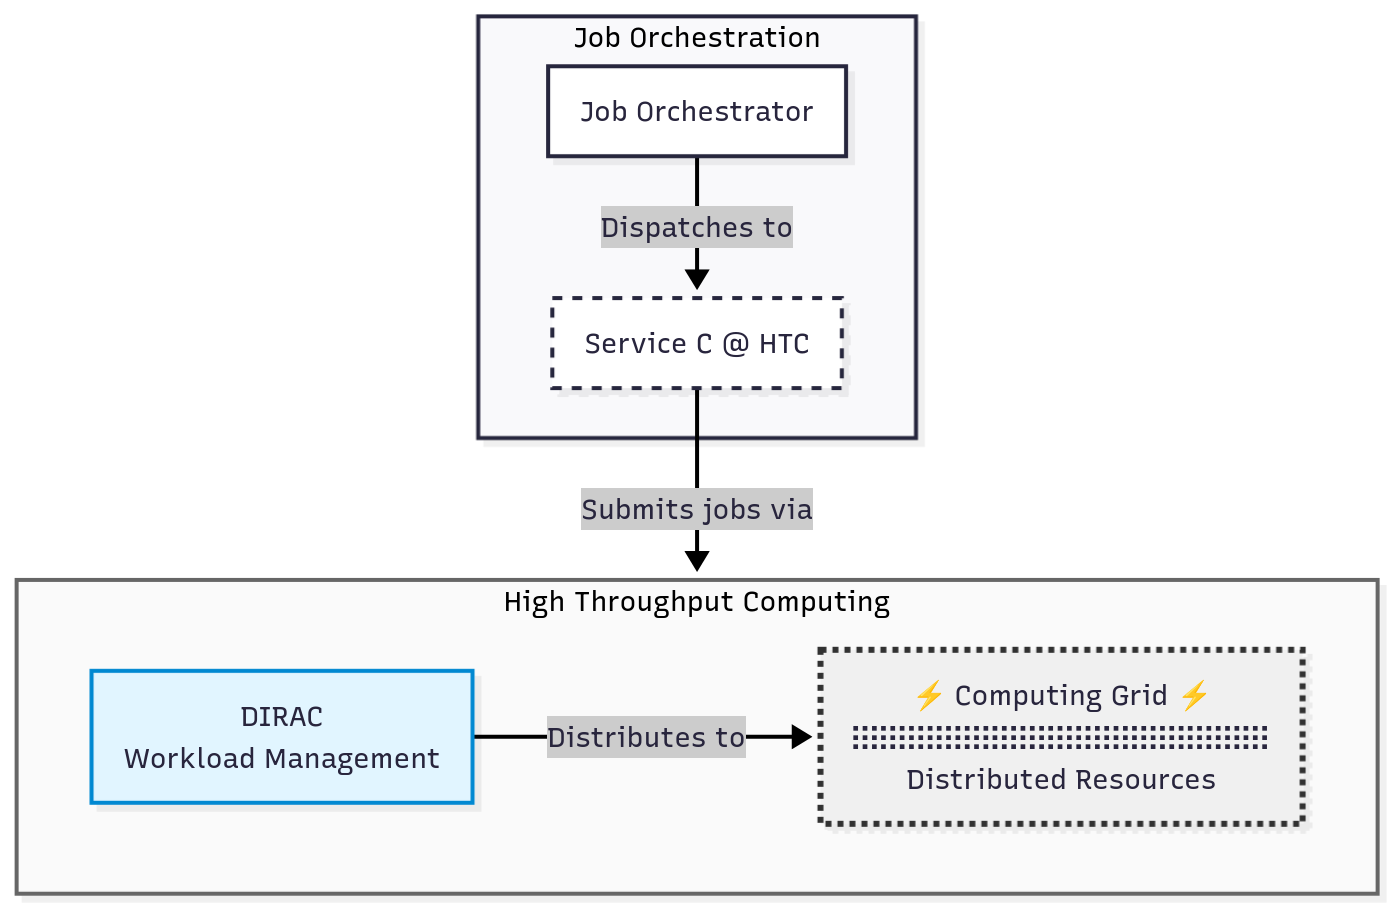 Job Orchestration
Job Orchestrator
Dispatches to
Service C @ HTC
Submits jobs via
High Throughput Computing
DIRAC
Workload Management
Distributes to
⚡ Computing Grid ⚡
Distributed Resources